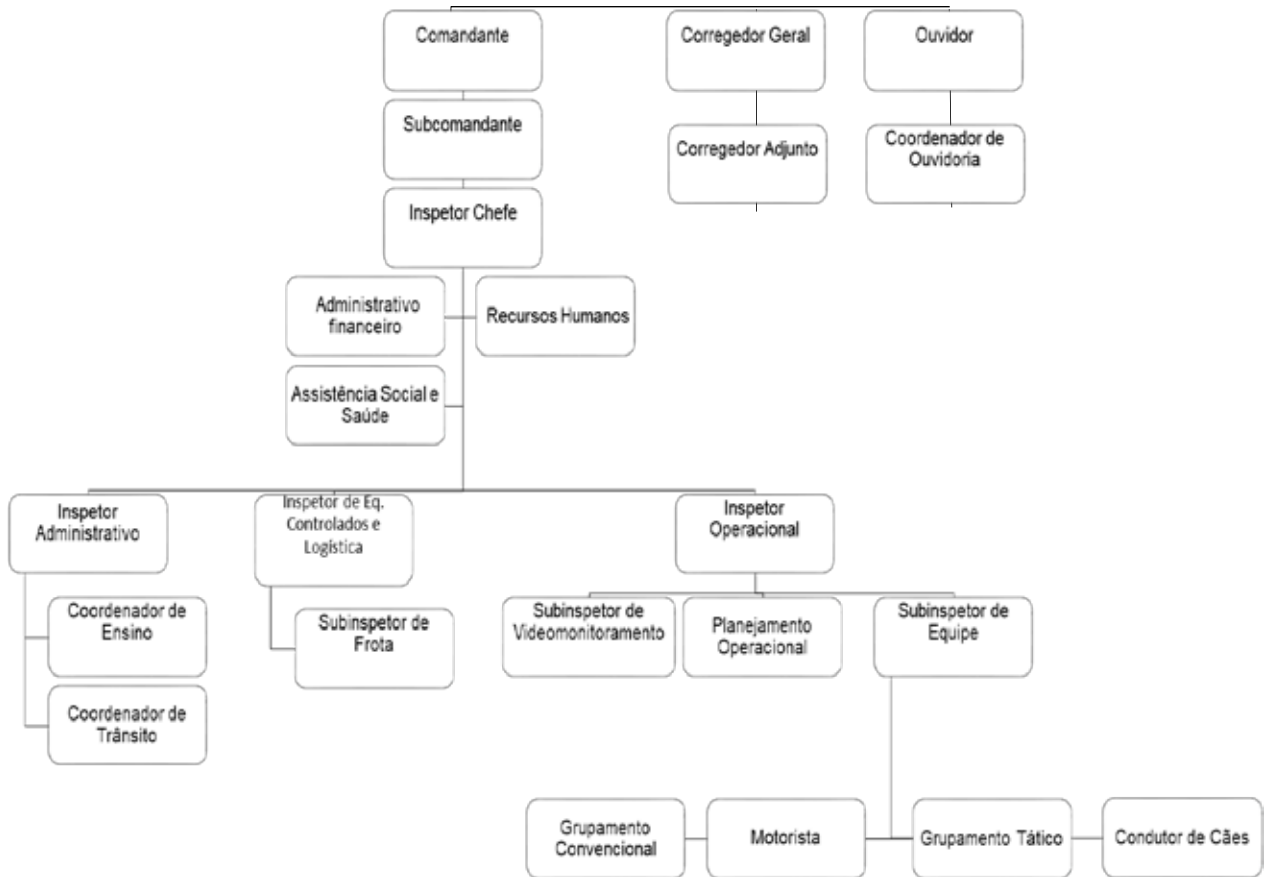 Comandante
Corregedor Geral
Ouvidor
Subcomandante
Corregedor Adjunto
Coordenador de
Ouvidoria
Inspetor Chefe
Administrativo
financeiro
Recursos Humanos
Assistência Social e
Saúde
Inspetor
Administrativo
Inspetor de Eq.
Controlados e
Logística
Inspetor
Operacional
Coordenador de
Ensino
Subinspetor de
Frota
Subinspetor de
Videomonitoramento
Planejamento
Operacional
Subinspetor de
Equipe
Coordenador de
Trânsito
Grupamento
Convencional
Motorista
Grupamento Tático
Condutor de Cães